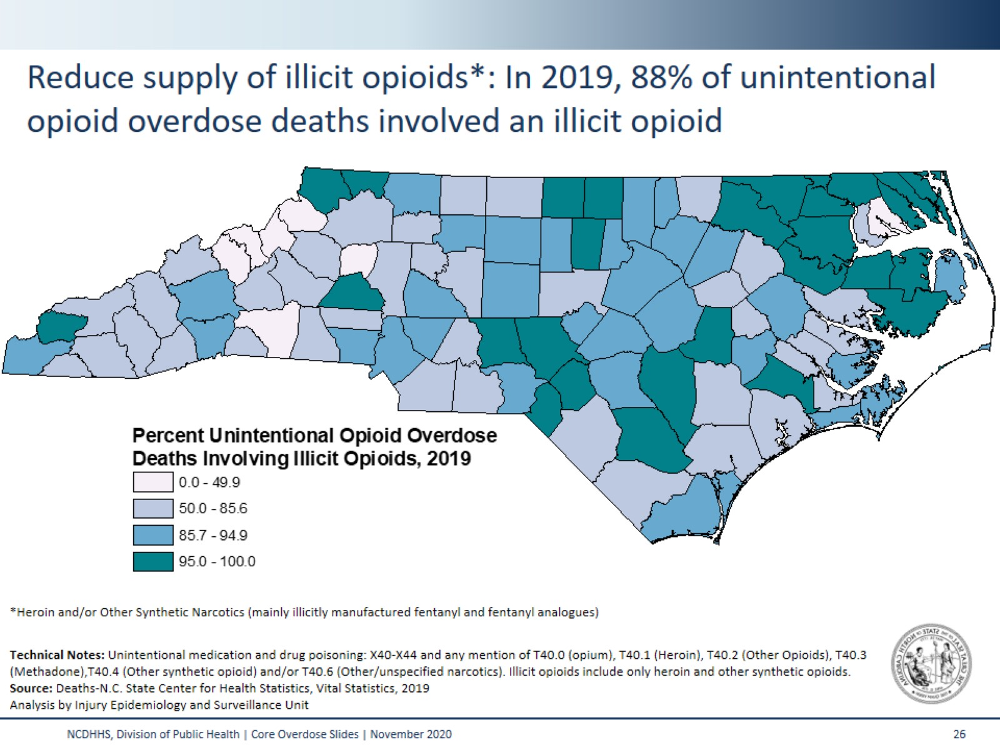 Reduce supply of illicit opioids*: In 2019, 88% of unintentional
opioid overdose deaths involved an illicit opioid
Percent Unintentional Opioid Overdose
Deaths Involving Illicit Opioids, 2019
0.0 - 49.9
50.0 - 85.6
85.7 - 94.9
95.0 - 100.0
*Heroin and/or Other Synthetic Narcotics (mainly illicitly manufactured fentanyl and fentanyl analogues)
Technical Notes: Unintentional medication and drug poisoning: X40-X44 and any mention of T40.0 (opium), T40.1 (Heroin), T40.2 (Other Opioids), T40.3
(Methadone),T40.4 (Other synthetic opioid) and/or T40.6 (Other/unspecified narcotics). Illicit opioids include only heroin and other synthetic opioids.
Source: Deaths-N.C. State Center for Health Statistics, Vital Statistics, 2019
Analysis by Injury Epidemiology and Surveillance Unit
NCDHHS, Division of Public Health | Core Overdose Slides | November 2020
26